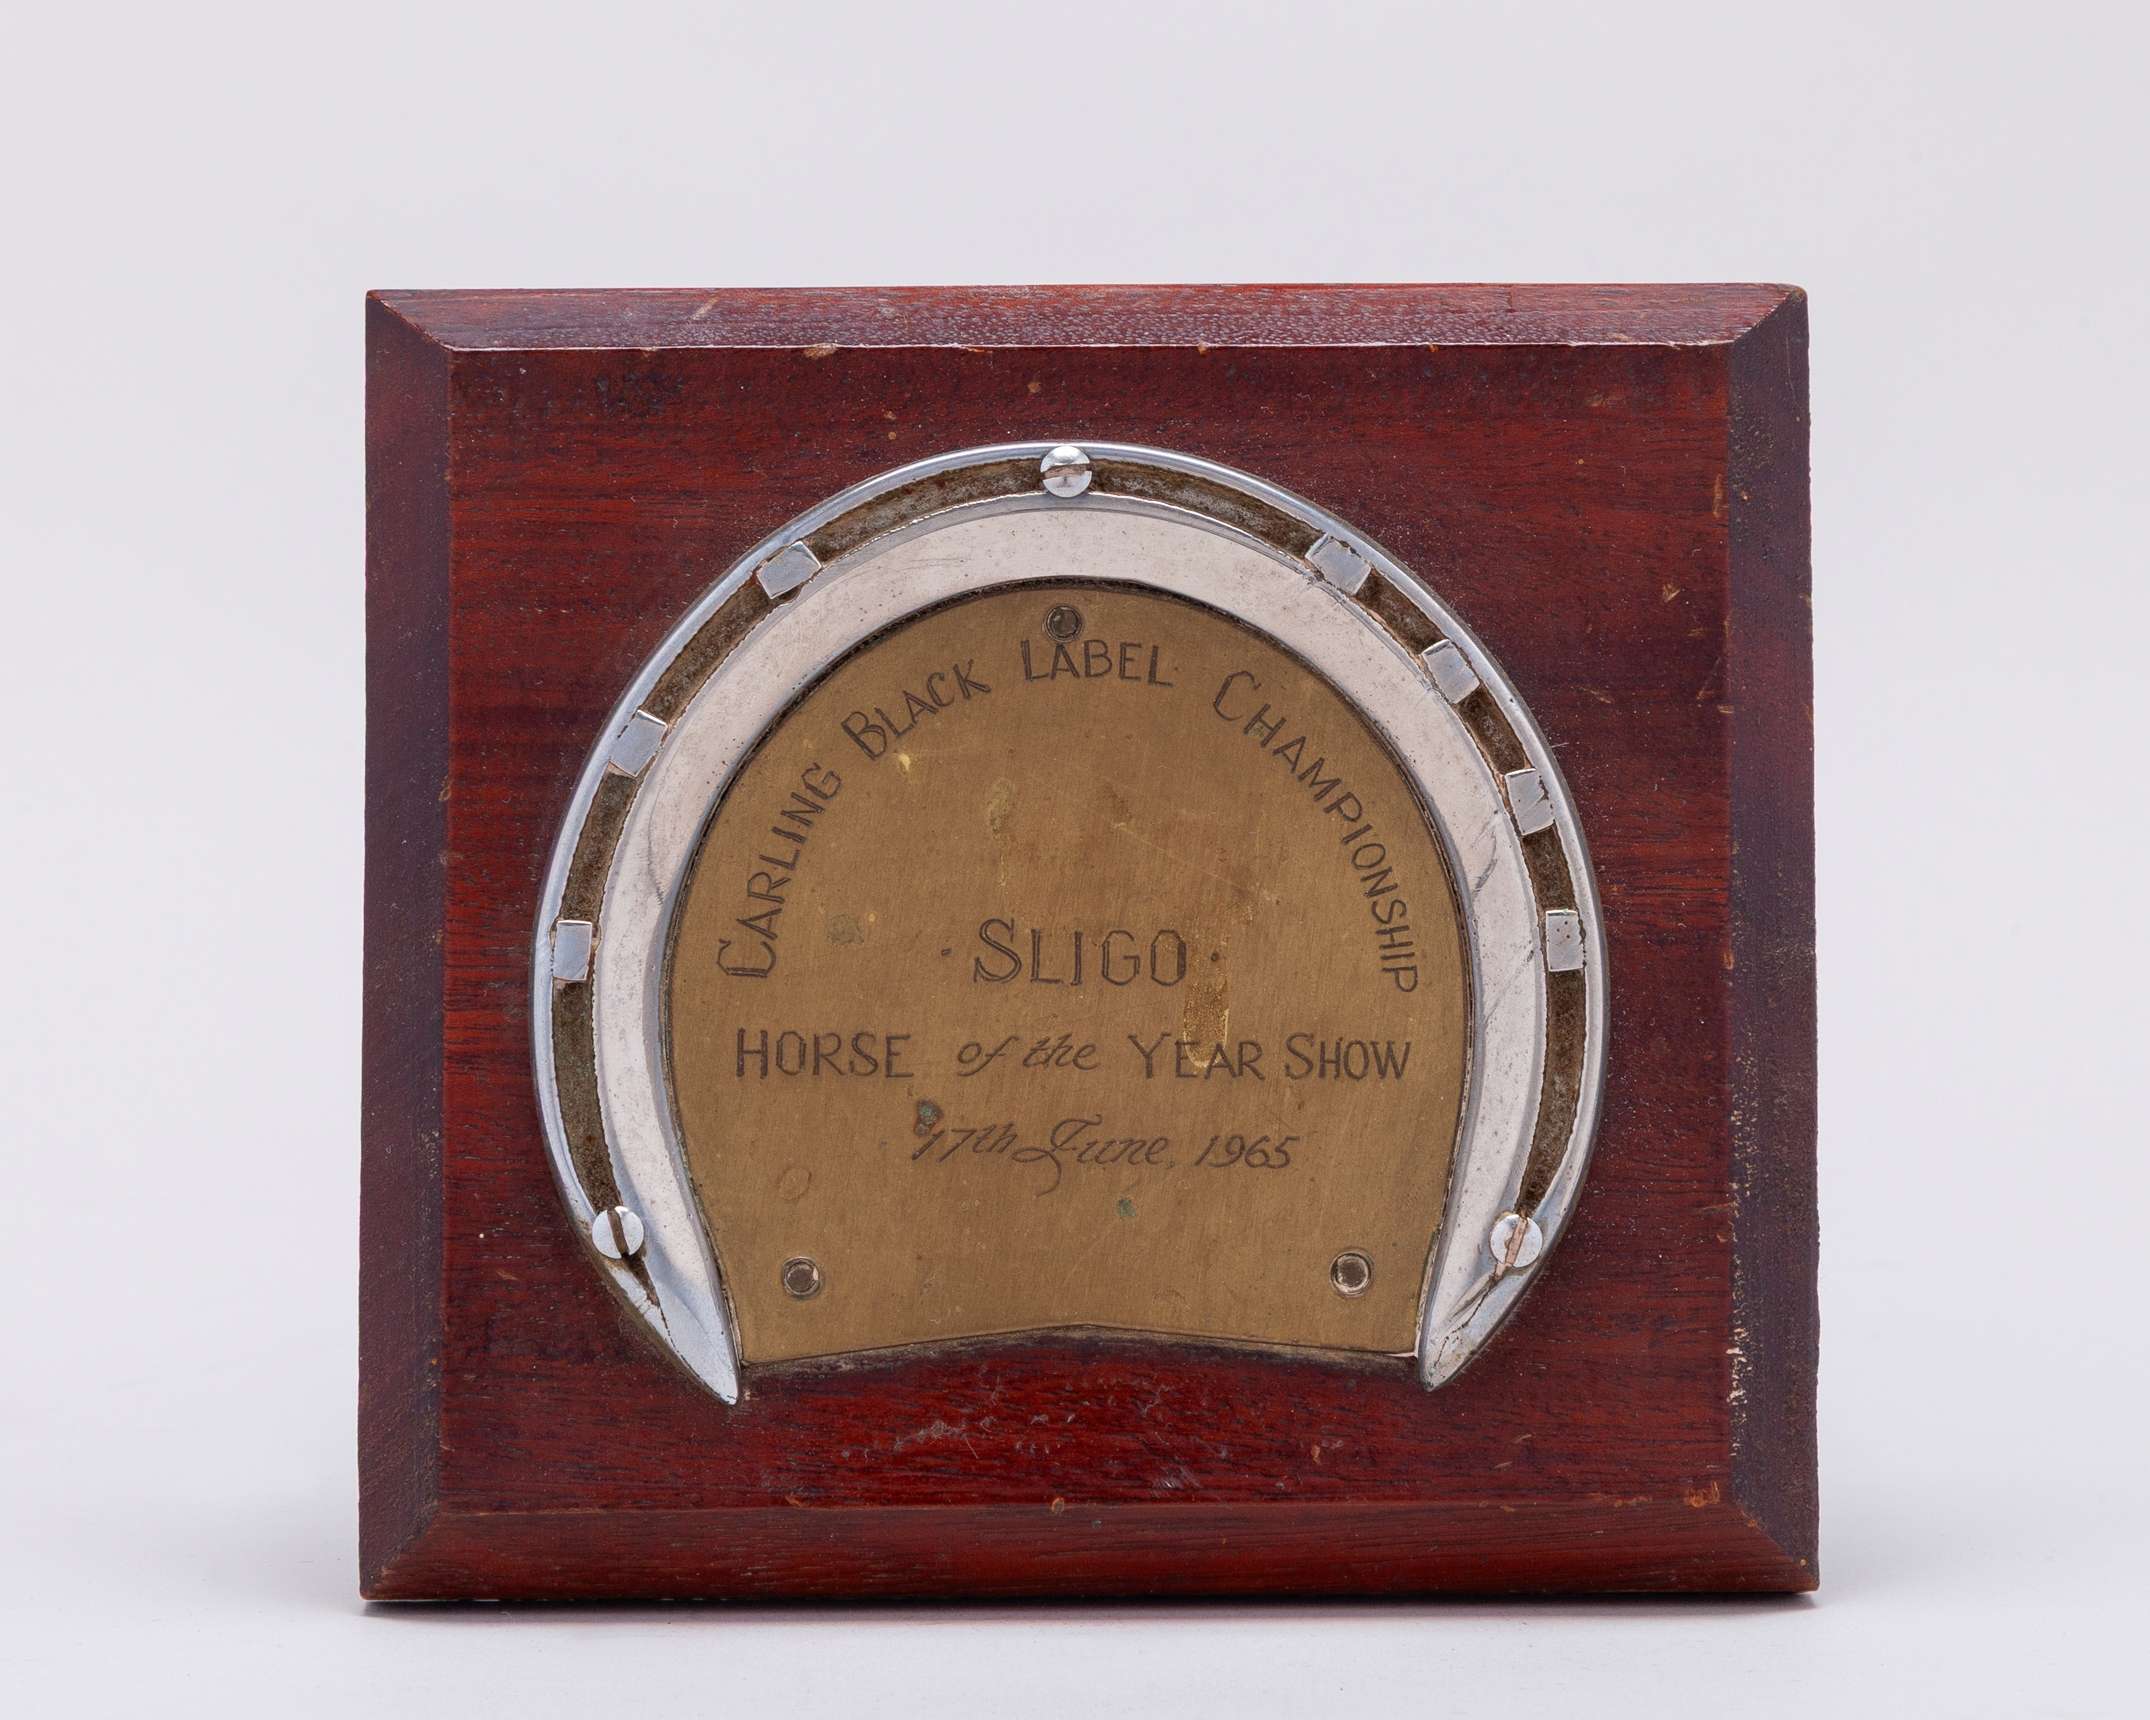 CARLING BLACK LABEL CHAMPIONSHIP
· SLIGO ·
HORSE of the YEAR SHOW
17th June, 1965